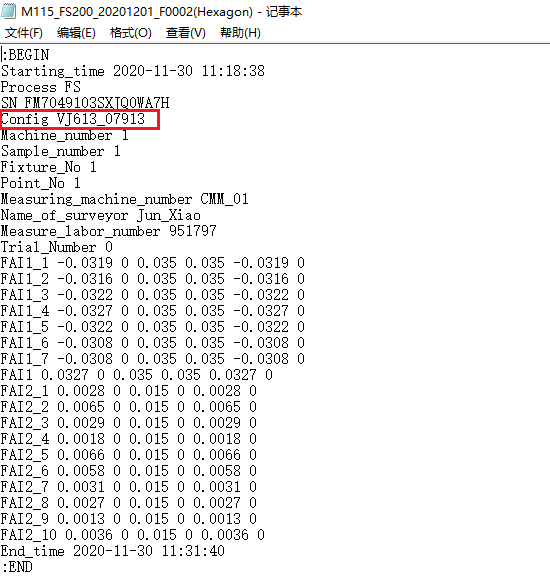 M115_FS200_20201201_F0002(Hexagon) - 记事本
文件(F) 编辑(E) 格式(O) 查看(V) 帮助(H)
:BEGIN
Starting_time 2020-11-30 11:18:38
Process FS
SN FM7049103SXJQ0WA7H
Config VJ613_07913
Machine_number 1
Sample_number 1
Fixture_No 1
Point_No 1
Measuring_machine_number CMM_01
Name_of_surveyor Jun_Xiao
Measure_labor_number 951797
Trial_Number 0
FAI1_1 -0.0319 0 0.035 0.035 -0.0319 0
FAI1_2 -0.0316 0 0.035 0.035 -0.0316 0
FAI1_3 -0.0322 0 0.035 0.035 -0.0322 0
FAI1_4 -0.0327 0 0.035 0.035 -0.0327 0
FAI1_5 -0.0322 0 0.035 0.035 -0.0322 0
FAI1_6 -0.0308 0 0.035 0.035 -0.0308 0
FAI1_7 -0.0308 0 0.035 0.035 -0.0308 0
FAI1 0.0327 0 0.035 0.035 0.0327 0
FAI2_1 0.0028 0 0.015 0 0.0028 0
FAI2_2 0.0065 0 0.015 0 0.0065 0
FAI2_3 0.0029 0 0.015 0 0.0029 0
FAI2_4 0.0018 0 0.015 0 0.0018 0
FAI2_5 0.0066 0 0.015 0 0.0066 0
FAI2_6 0.0058 0 0.015 0 0.0058 0
FAI2_7 0.0031 0 0.015 0 0.0031 0
FAI2_8 0.0027 0 0.015 0 0.0027 0
FAI2_9 0.0013 0 0.015 0 0.0013 0
FAI2_10 0.0036 0 0.015 0 0.0036 0
End_time 2020-11-30 11:31:40
:END